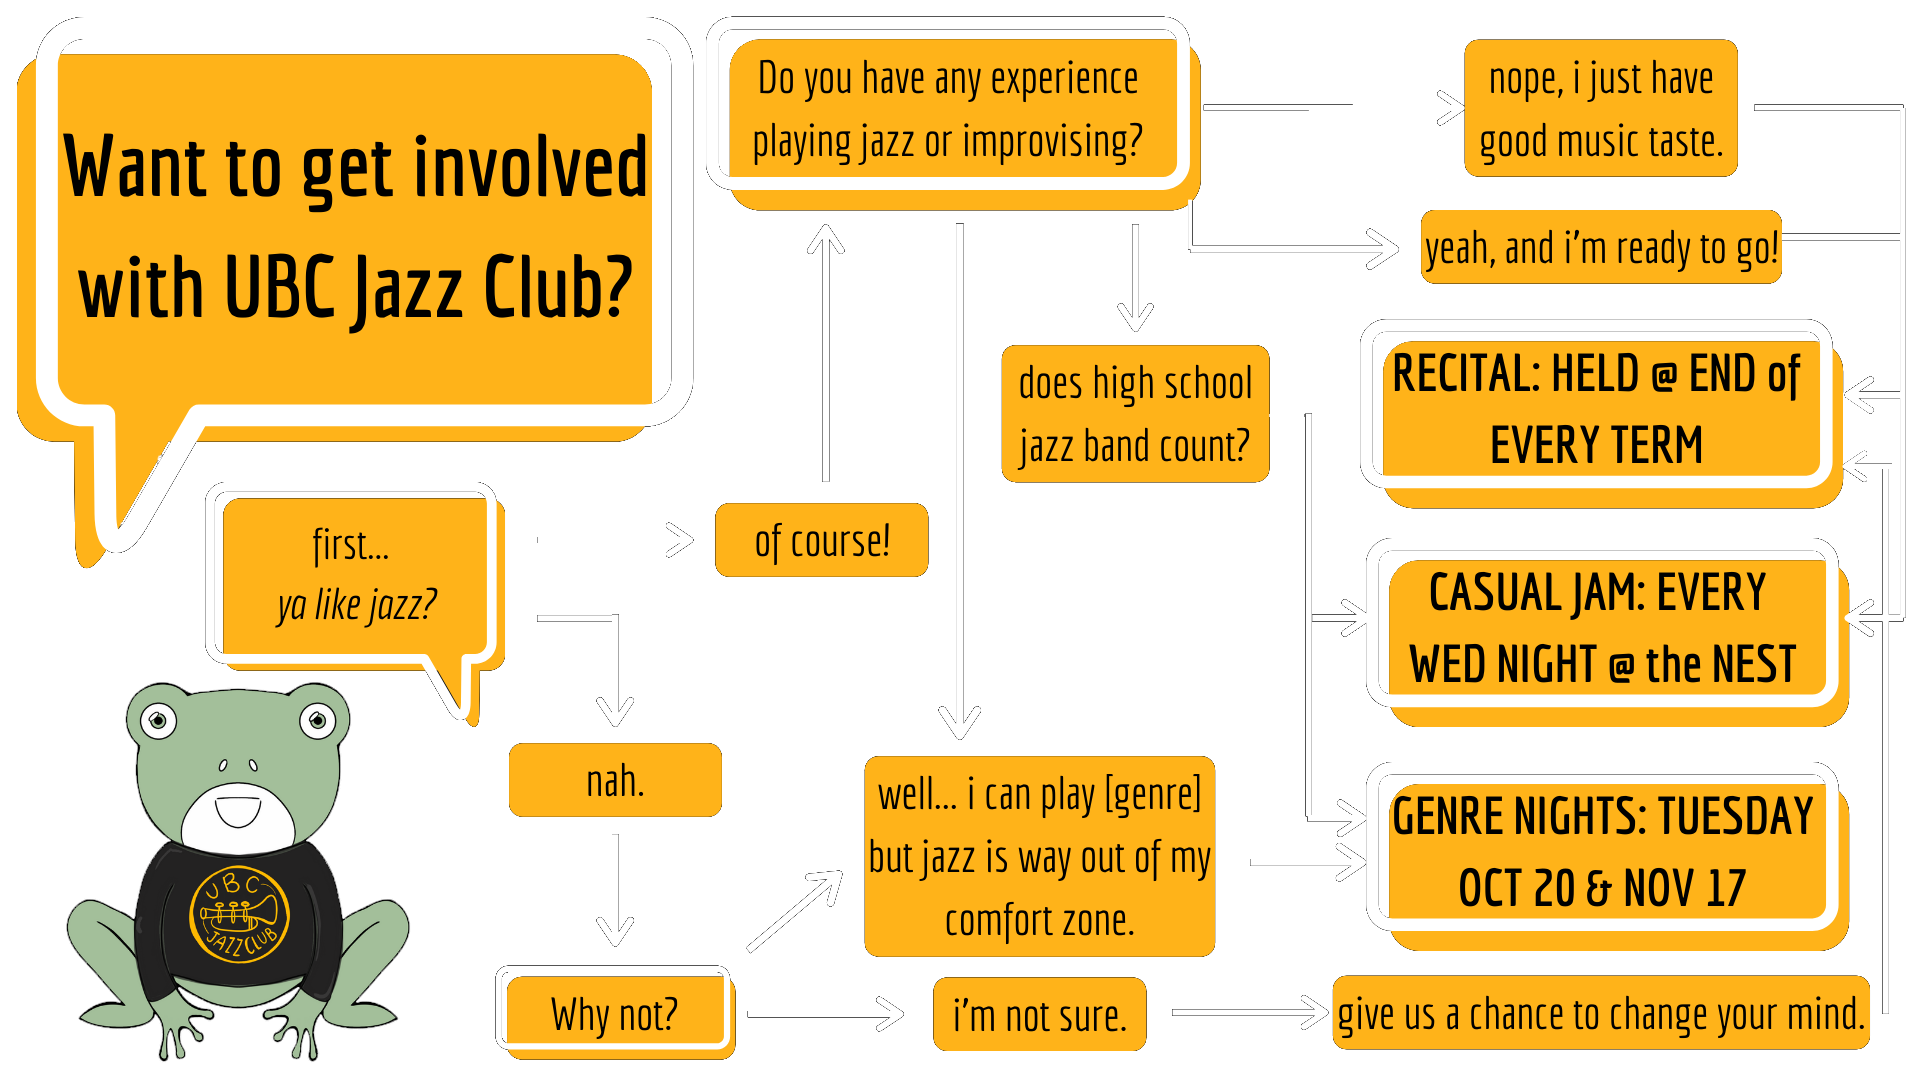 Want to get involved
with UBC Jazz Club?
first...
ya like jazz?
of course!
nah.
Why not?
Do you have any experience
playing jazz or improvising?
nope, i just have
good music taste.
yeah, and i'm ready to go!
does high school
jazz band count?
well... i can play [genre]
but jazz is way out of my
comfort zone.
i'm not sure.
give us a chance to change your mind.
RECITAL: HELD @ END of
EVERY TERM
CASUAL JAM: EVERY
WED NIGHT @ the NEST
GENRE NIGHTS: TUESDAY
OCT 20 & NOV 17
UBC
JAZZ CLUB